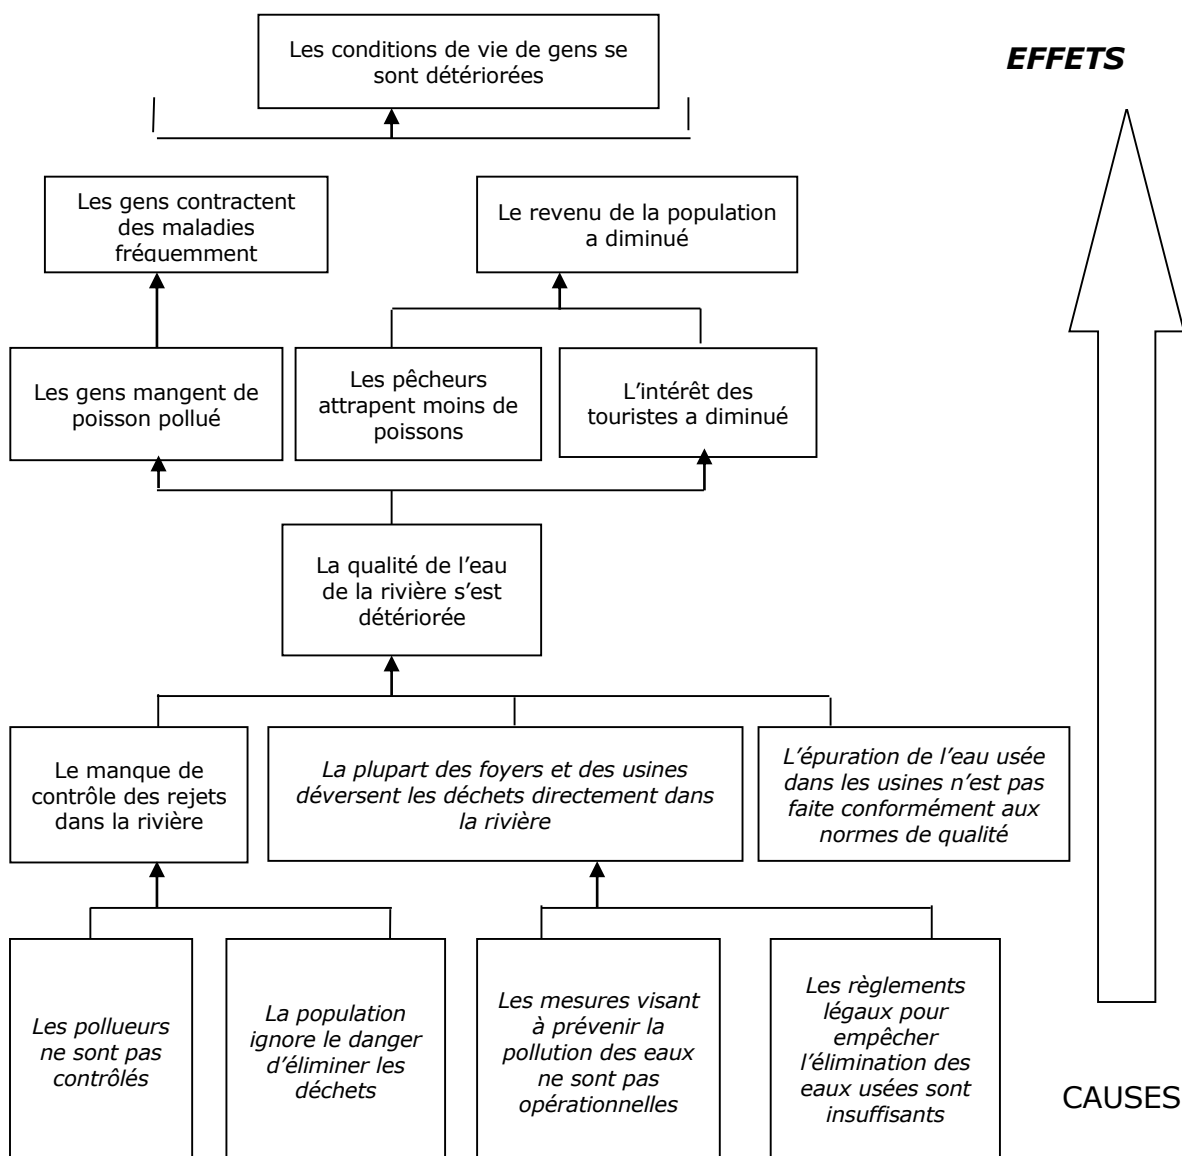 Les conditions de vie de gens se
sont détériorées
EFFETS
Les gens contractent
des maladies
fréquemment
Le revenu de la population
a diminué
Les gens mangent de
poisson pollué
Les pêcheurs
attrapent moins de
poissons
L’intérêt des
touristes a diminué
La qualité de l’eau
de la rivière s’est
détériorée
Le manque de
contrôle des rejets
dans la rivière
La plupart des foyers et des usines
déversent les déchets directement dans
la rivière
L’épuration de l’eau usée
dans les usines n’est pas
faite conformément aux
normes de qualité
Les pollueurs
ne sont pas
contrôlés
La population
ignore le danger
d’éliminer les
déchets
Les mesures visant
à prévenir la
pollution des eaux
ne sont pas
opérationnelles
Les règlements
légaux pour
empêcher
l’élimination des
eaux usées sont
insuffisants
CAUSES